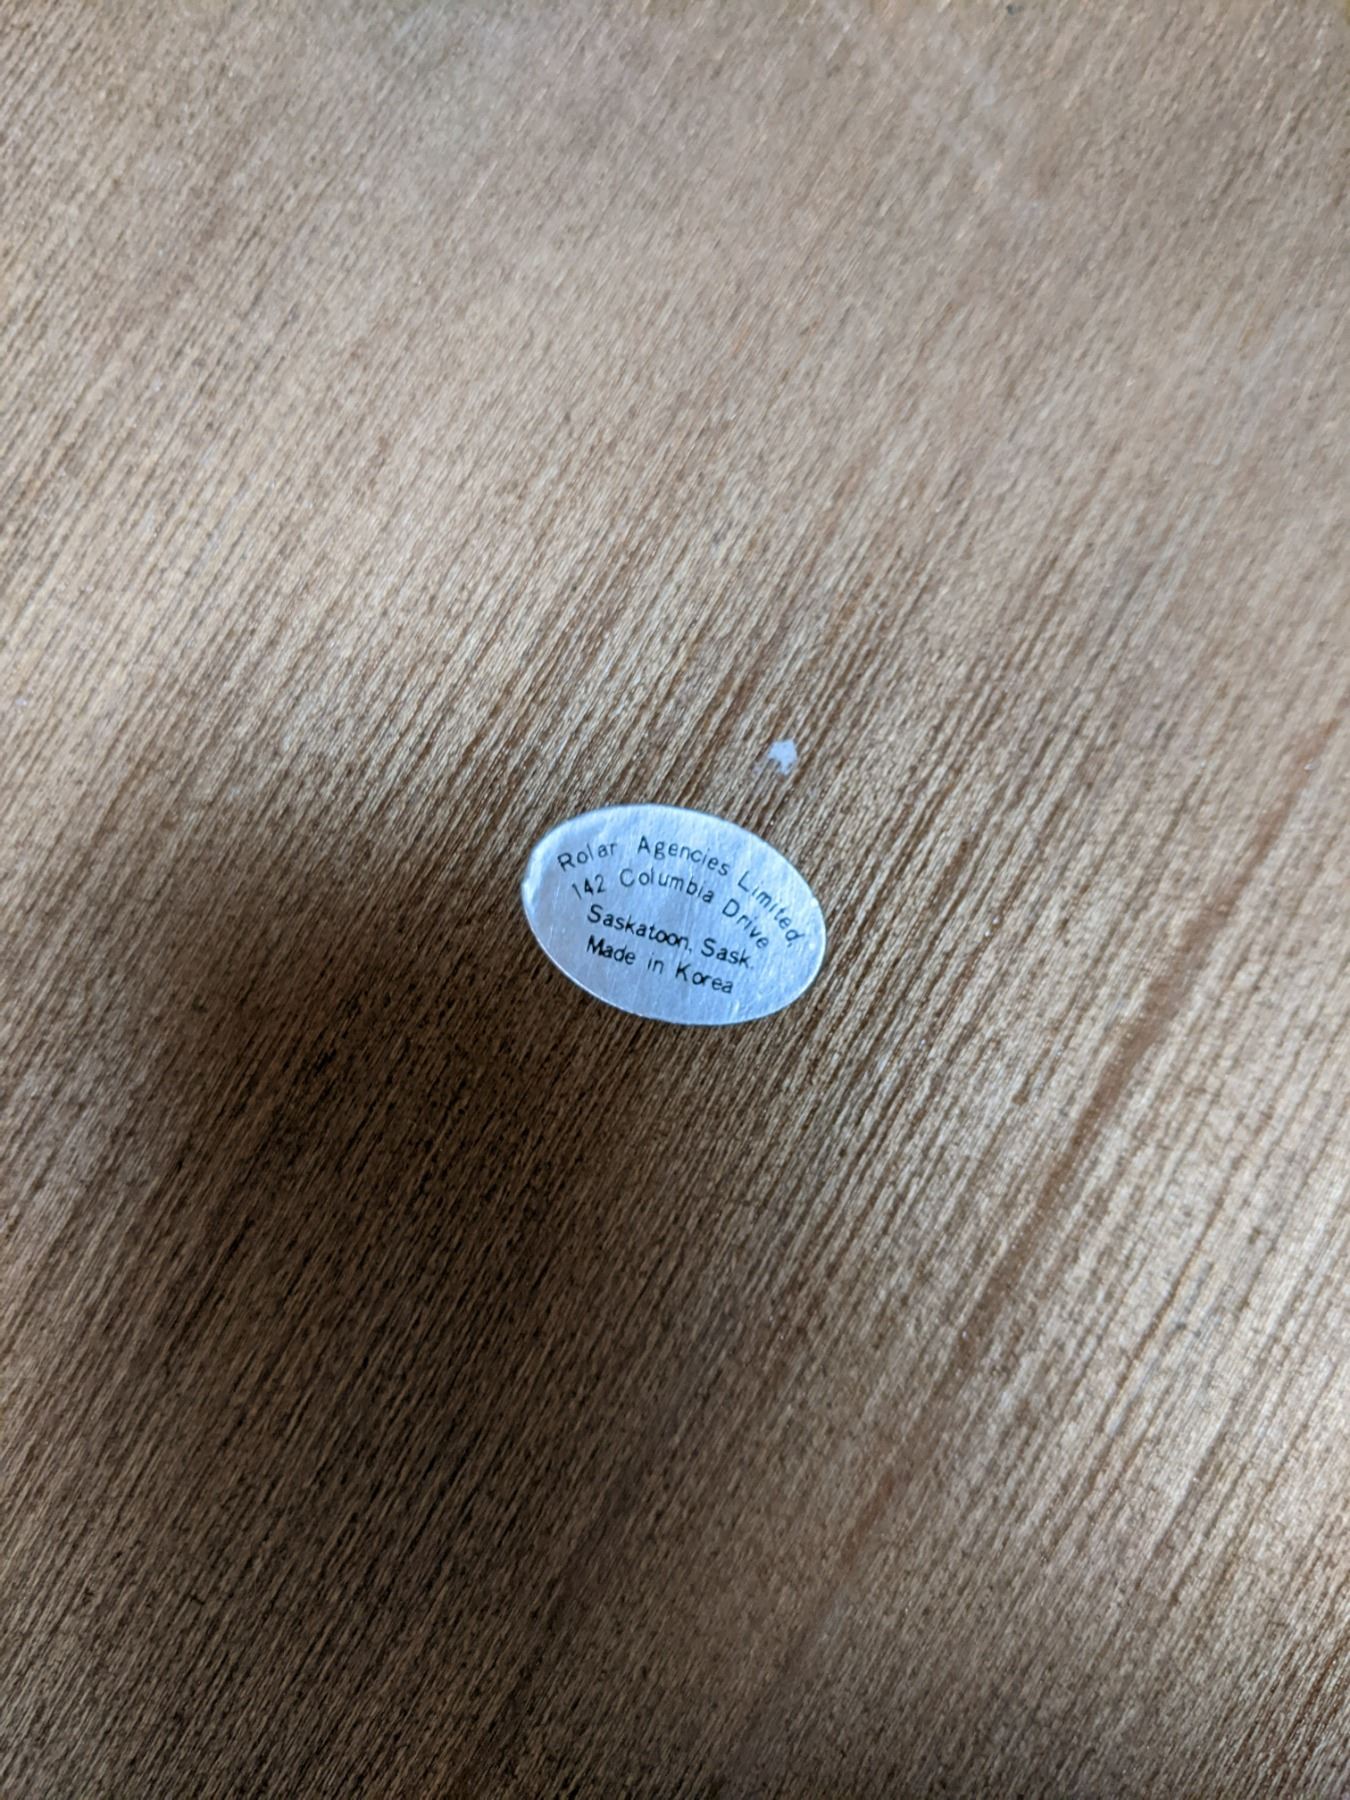 Rolar Agencies Limited,
142 Columbia Drive
Saskatoon, Sask.
Made in Korea